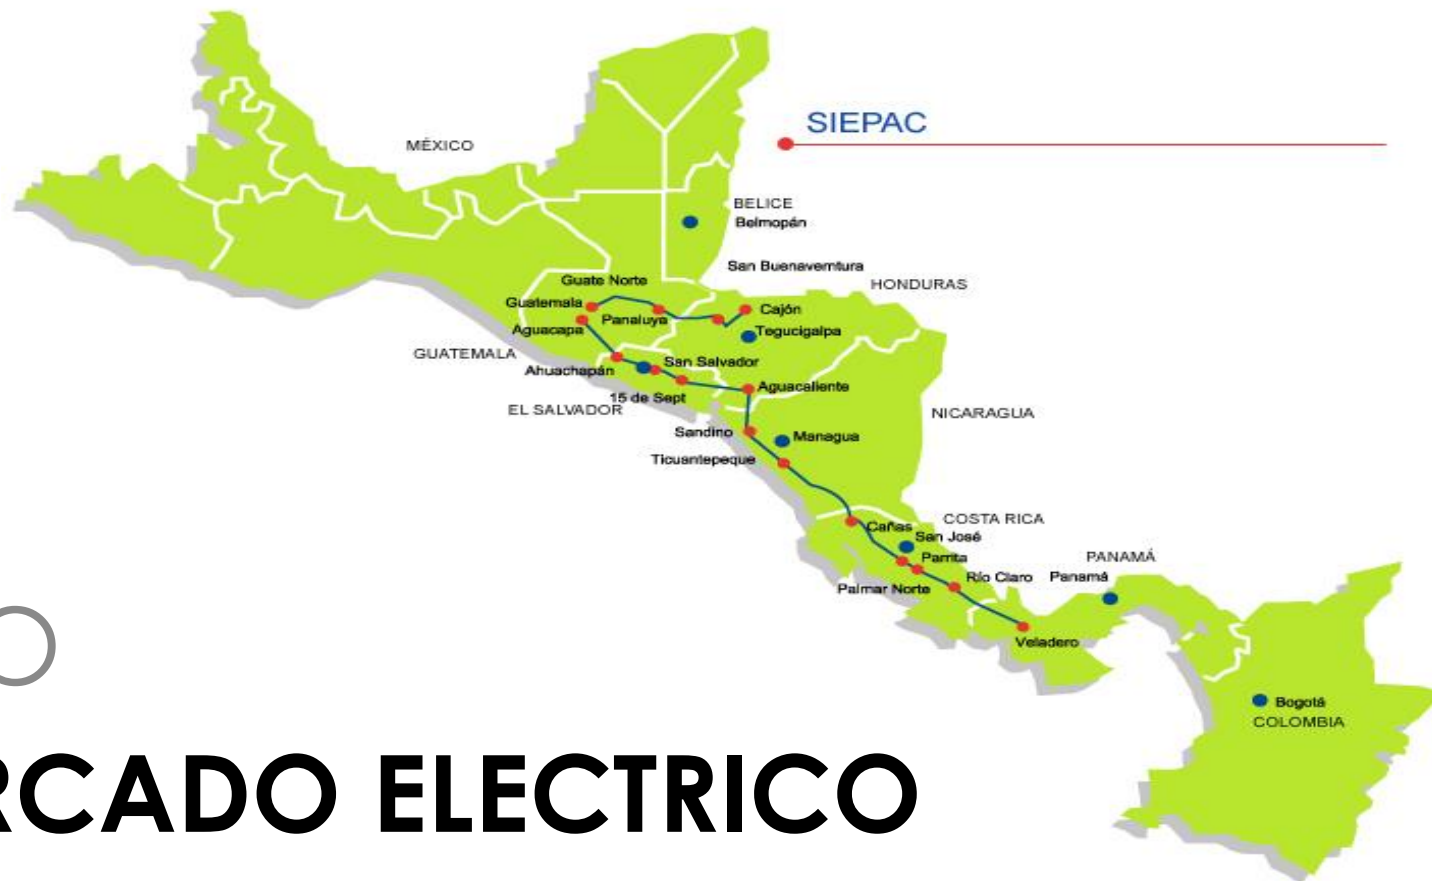 SIEPAC
MÉXICO
BELICE
Belmopán
San Buenaverntura
HONDURAS
Guate Norte
Guatemala
Panaluya
Cajón
Aguacapa
Tegucigalpa
GUATEMALA
Ahuachapán
San Salvador
15 de Sept
Aguacaliente
EL SALVADOR
NICARAGUA
Sandino
Managua
Ticuantepeque
COSTA RICA
Cañas
San José
Parrita
PANAMÁ
Palmar Norte
Río Claro
Panamá
Veladero
Bogotá
COLOMBIA
RCADO ELECTRICO